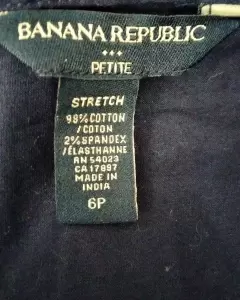 BANANA REPUBLIC
PETITE
STRETCH
98% COTTON
/COTON
2% SPANDEX
/ÉLASTHANNE
RN 54023
CA 17897
MADE IN
INDIA
6P